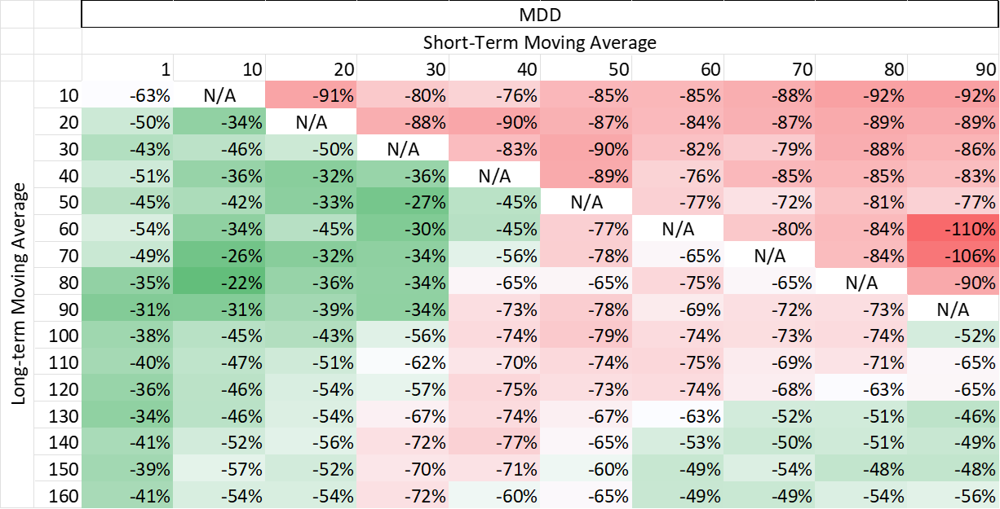 MDD
Short-Term Moving Average
1 10 20 30 40 50 60 70 80 90
Long-term Moving Average
10 -63% N/A -91% -80% -76% -85% -85% -88% -92% -92%
20 -50% -34% N/A -88% -90% -87% -84% -87% -89% -89%
30 -43% -46% -50% N/A -83% -90% -82% -79% -88% -86%
40 -51% -36% -32% -36% N/A -89% -76% -85% -85% -83%
50 -45% -42% -33% -27% -45% N/A -77% -72% -81% -77%
60 -54% -34% -45% -30% -45% -77% N/A -80% -84% -110%
70 -49% -26% -32% -34% -56% -78% -65% N/A -84% -106%
80 -35% -22% -36% -34% -65% -65% -75% -65% N/A -90%
90 -31% -31% -39% -34% -73% -78% -69% -72% -73% N/A
100 -38% -45% -43% -56% -74% -79% -74% -73% -74% -52%
110 -40% -47% -51% -62% -70% -74% -75% -69% -71% -65%
120 -36% -46% -54% -57% -75% -73% -74% -68% -63% -65%
130 -34% -46% -54% -67% -74% -67% -63% -52% -51% -46%
140 -41% -52% -56% -72% -77% -65% -53% -50% -51% -49%
150 -39% -57% -52% -70% -71% -60% -49% -54% -48% -48%
160 -41% -54% -54% -72% -60% -65% -49% -49% -54% -56%